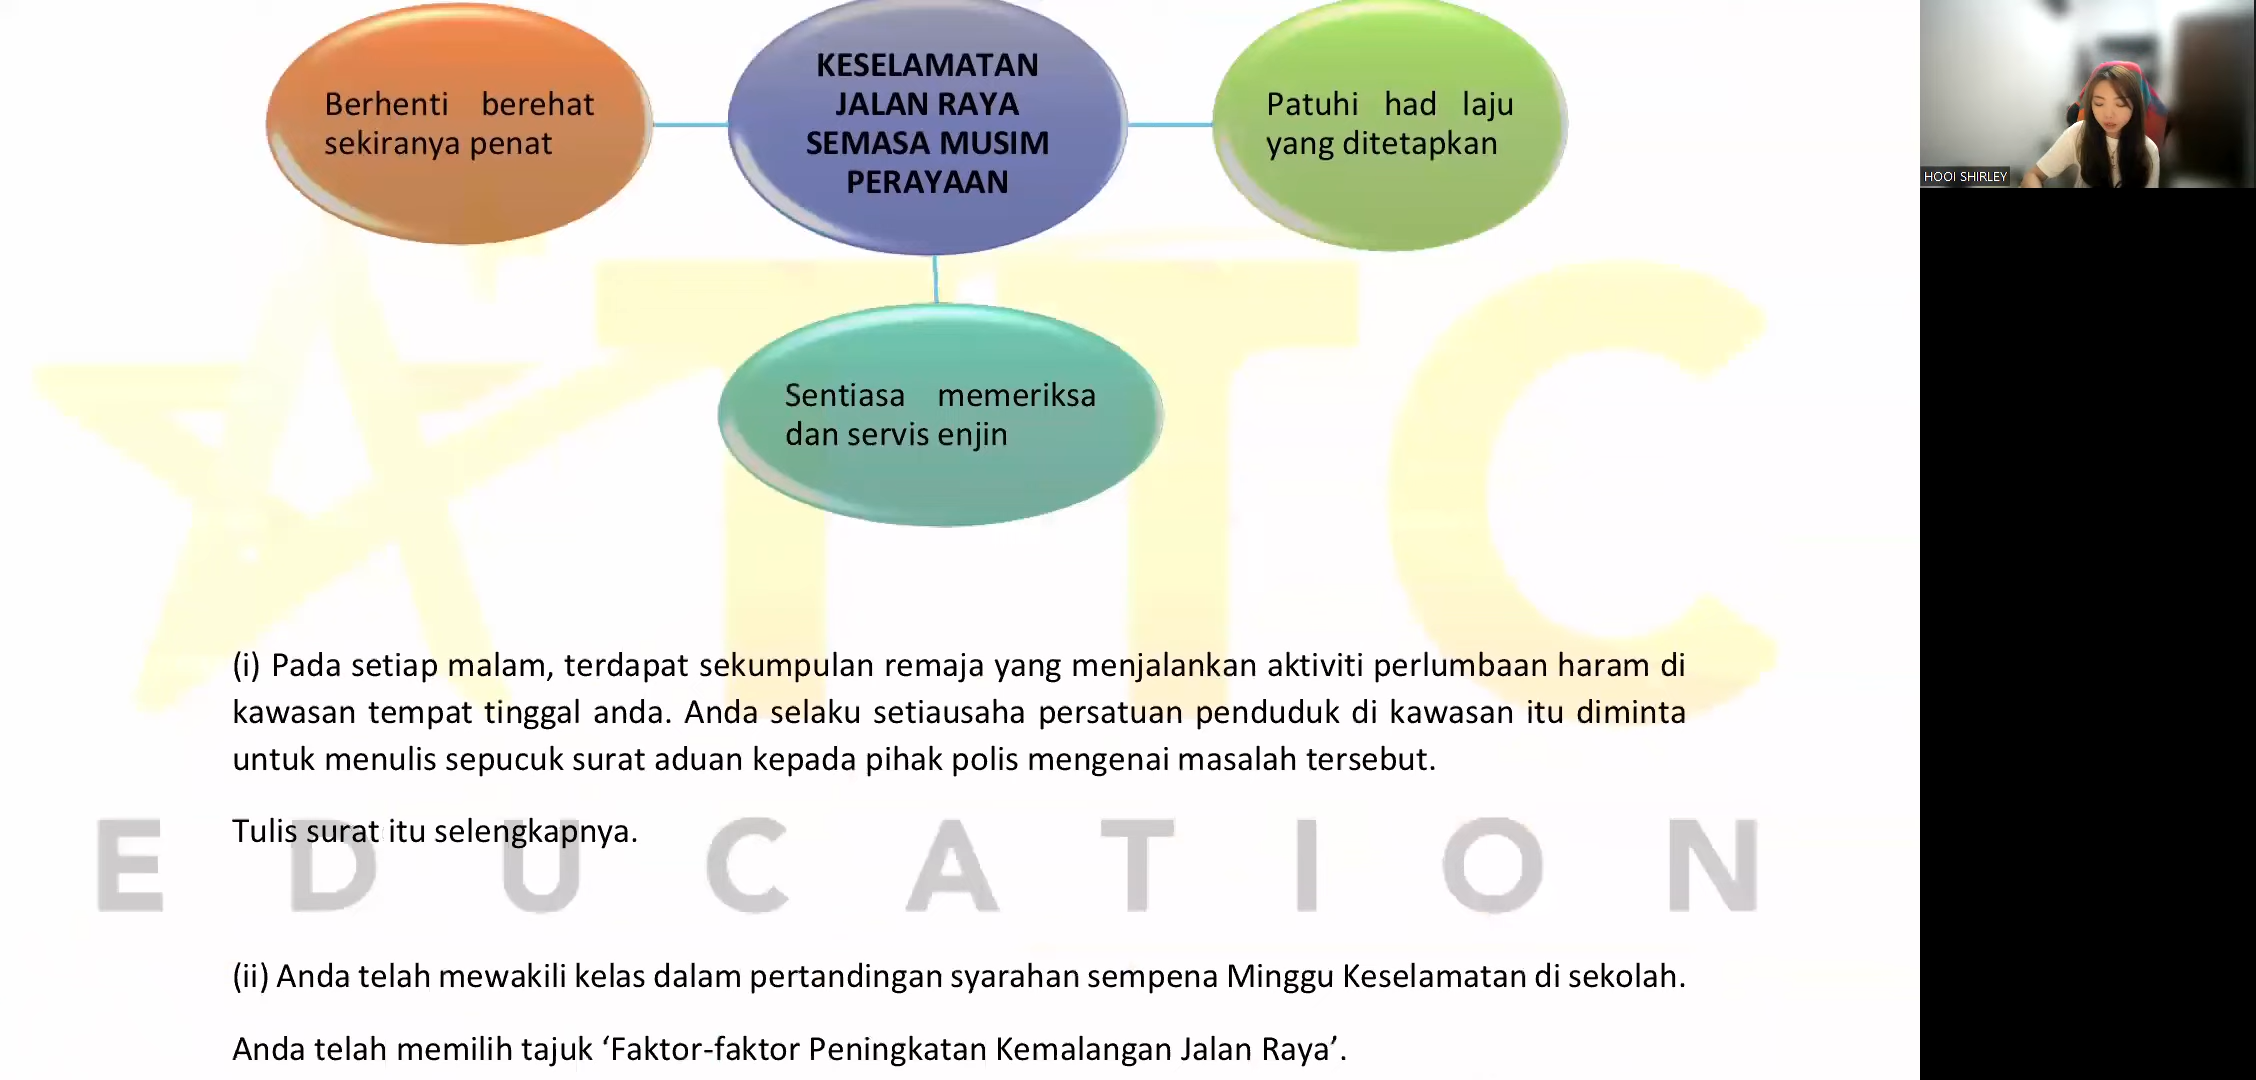 Berhenti berehat
sekiranya penat
KESELAMATAN
JALAN RAYA
SEMASA MUSIM
PERAYAAN
Patuhi had laju
yang ditetapkan
HOOI SHIRLEY
Sentiasa memeriksa
dan servis enjin
TTC
(i) Pada setiap malam, terdapat sekumpulan remaja yang menjalankan aktiviti perlumbaan haram di
kawasan tempat tinggal anda. Anda selaku setiausaha persatuan penduduk di kawasan itu diminta
untuk menulis sepucuk surat aduan kepada pihak polis mengenai masalah tersebut.
Tulis surat itu selengkapnya.
EDUCATION
(ii) Anda telah mewakili kelas dalam pertandingan syarahan sempena Minggu Keselamatan di sekolah.
Anda telah memilih tajuk ‘Faktor-faktor Peningkatan Kemalangan Jalan Raya’.